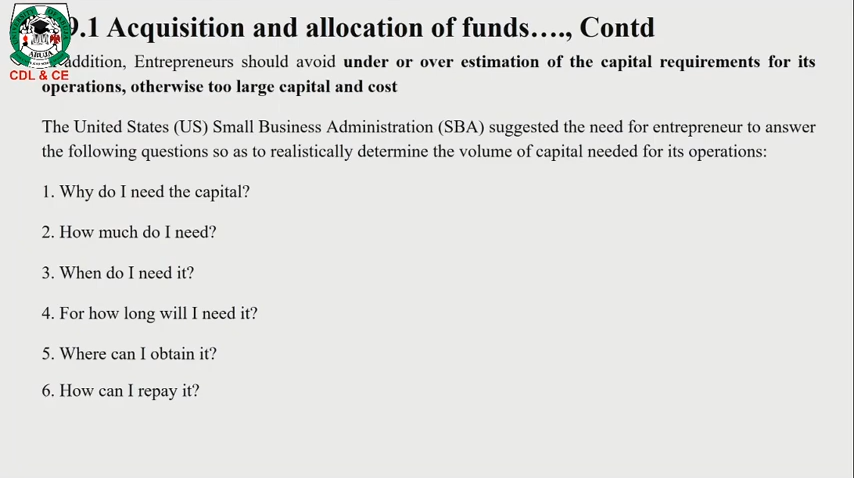 9.1 Acquisition and allocation of funds…., Contd
CDL & CE
ABUJA
addition, Entrepreneurs should avoid under or over estimation of the capital requirements for its
operations, otherwise too large capital and cost
The United States (US) Small Business Administration (SBA) suggested the need for entrepreneur to answer
the following questions so as to realistically determine the volume of capital needed for its operations:
1. Why do I need the capital?
2. How much do I need?
3. When do I need it?
4. For how long will I need it?
5. Where can I obtain it?
6. How can I repay it?